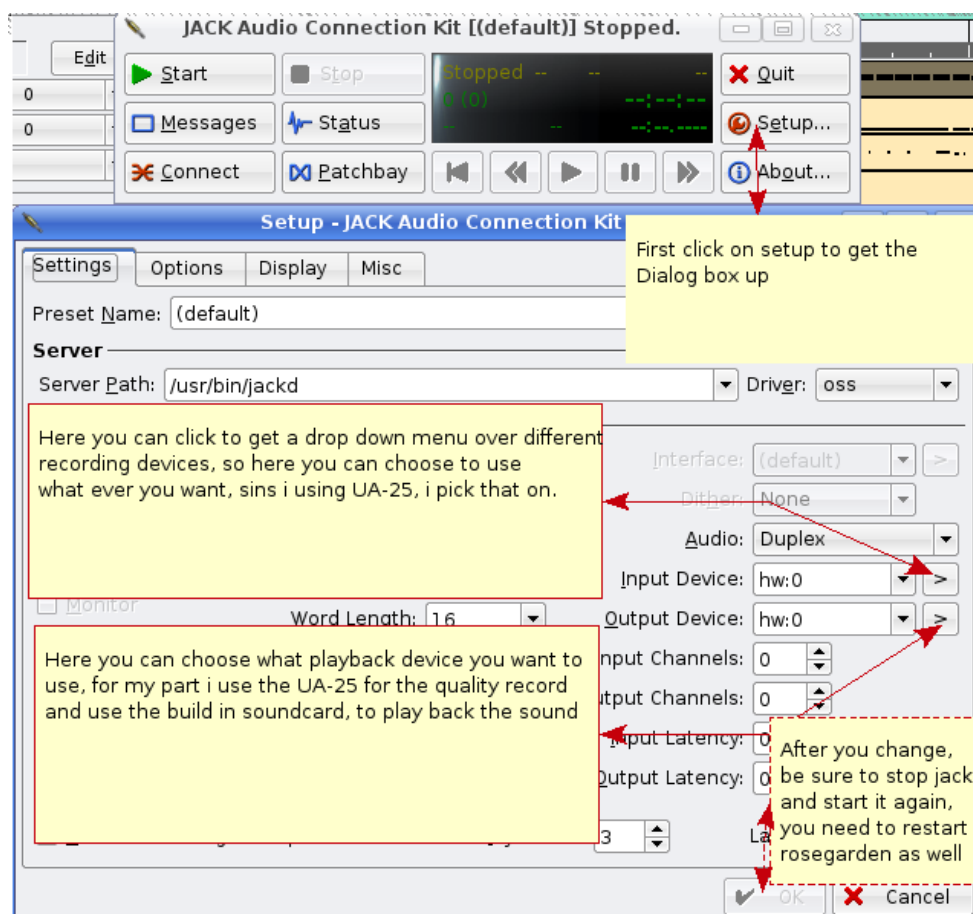 JACK Audio Connection Kit [(default)] Stopped.
Edit
Start
Stop
Stopped -- -- --
0 (0) --:--:--
-- -- --:--.----
Quit
0
Messages
Status
Setup...
0
Connect
Patchbay
About...
Setup - JACK Audio Connection Kit
First click on setup to get the
Dialog box up
Settings
Options
Display
Misc
Preset Name: (default)
Server
Server Path: /usr/bin/jackd
Driver: oss
Here you can click to get a drop down menu over different
recording devices, so here you can choose to use
what ever you want, sins i using UA-25, i pick that on.
Interface: (default) >
Dither: None
Audio: Duplex
Input Device: hw:0 >
Monitor
Word Length: 16
Output Device: hw:0 >
Here you can choose what playback device you want to
use, for my part i use the UA-25 for the quality record
and use the build in soundcard, to play back the sound
nput Channels: 0
utput Channels: 0
Input Latency: 0
Output Latency: 0
After you change,
be sure to stop jack
and start it again,
you need to restart
rosegarden as well
3
La
OK
Cancel